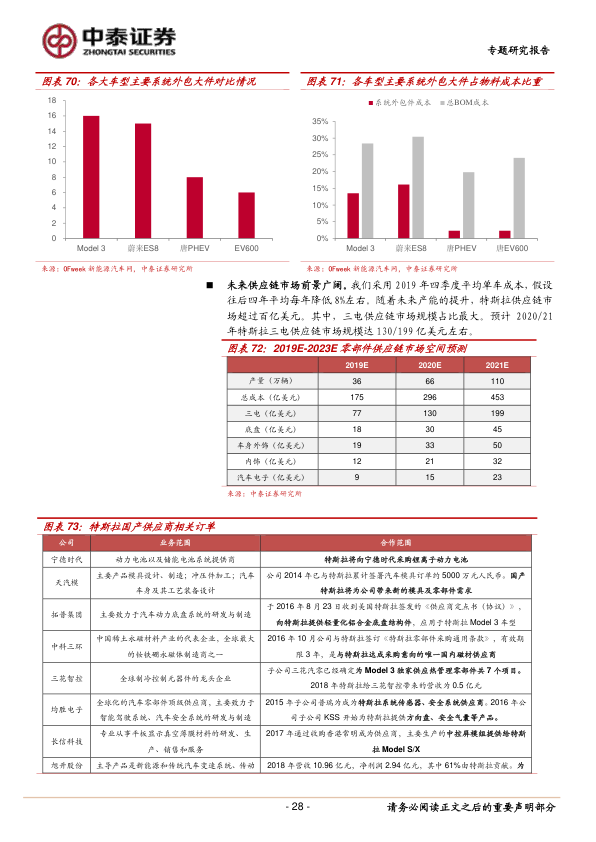 中泰证券
ZHONGTAI SECURITIES
专题研究报告
图表 70：各大车型主要系统外包大件对比情况
18
16
14
12
10
8
6
4
2
0
Model 3 蔚来ES8 唐PHEV EV600
来源：OFweek 新能源汽车网，中泰证券研究所
图表 71：各车型主要系统外包大件占物料成本比重
系统外包件成本 总BOM成本
35%
30%
25%
20%
15%
10%
5%
0%
Model 3 蔚来ES8 唐PHEV 唐EV600
来源：OFweek 新能源汽车网，中泰证券研究所
■ 未来供应链市场前景广阔。我们采用 2019 年四季度平均单车成本，假设
往后四年平均每年降低 8%左右。随着未来产能的提升，特斯拉供应链市
场超过百亿美元。其中，三电供应链市场规模占比最大。预计 2020/21
年特斯拉三电供应链市场规模达 130/199 亿美元左右。
图表 72：2019E-2023E 零部件供应链市场空间预测
2019E 2020E 2021E
产量（万辆） 36 66 110
总成本（亿美元） 175 296 453
三电（亿美元） 77 130 199
底盘（亿美元） 18 30 45
车身外饰（亿美元） 19 33 50
内饰（亿美元） 12 21 32
汽车电子（亿美元） 9 15 23
来源：中泰证券研究所
图表 73：特斯拉国产供应商相关订单
公司 业务范围 合作范围
宁德时代 动力电池以及储能电池系统提供商 特斯拉将向宁德时代采购锂离子动力电池
天汽模 主要产品模具设计、制造；冲压件加工；汽车
车身及其工艺装备设计
公司 2014 年已与特斯拉累计签署汽车模具订单约 5000 万元人民币。国产
特斯拉将为公司带来新的模具及零部件需求
拓普集团 主要致力于汽车动力底盘系统的研发与制造
于 2016 年 8 月 23 日收到美国特斯拉签发的《供应商定点书（协议）》，
向特斯拉提供轻量化铝合金底盘结构件，应用于特斯拉 Model 3 车型
中科三环 中国稀土永磁材料产业的代表企业，全球最大
的钕铁硼永磁体制造商之一
2016 年 10 月公司与特斯拉签订《特斯拉零部件采购通用条款》，有效期
限 3 年，是与特斯拉达成采购意向的唯一国内磁材供应商
三花智控 全球制冷控制元器件的龙头企业
子公司三花汽零已经确定为 Model 3 独家供应热管理零部件共 7 个项目。
2018 年特斯拉给三花智控带来的营收为 0.5 亿元
均胜电子 全球化的汽车零部件顶级供应商，主要致力于
智能驾驶系统、汽车安全系统的研发与制造
2015 年子公司普瑞为成为特斯拉系统传感器、安全系统供应商。2016 年公
司子公司 KSS 开始为特斯拉提供方向盘、安全气囊等产品。
长信科技 专业从事平板显示真空薄膜材料的研发、生
产、销售和服务
2017 年通过收购香港常明成为供应商，主要生产的中控屏模组提供给特斯
拉 Model S/X
旭升股份 主导产品是新能源和传统汽车变速系统、传动 2018 年营收 10.96 亿元，净利润 2.94 亿元，其中 61%由特斯拉贡献。为
- 28 -
请务必阅读正文之后的重要声明部分